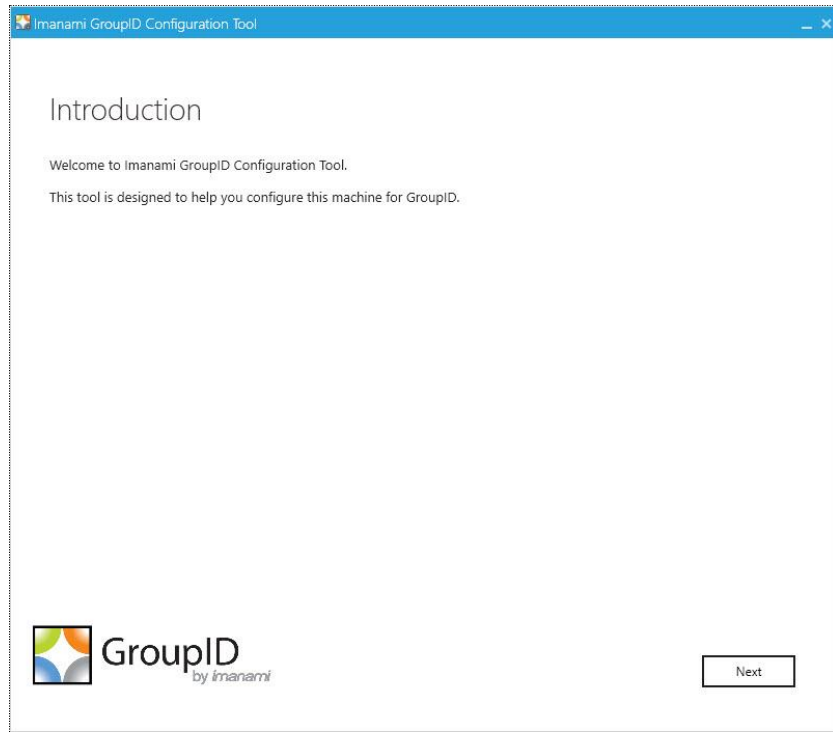 Imanami GroupID Configuration Tool
Introduction
Welcome to Imanami GroupID Configuration Tool.
This tool is designed to help you configure this machine for GroupID.
GroupID
by imanami
Next